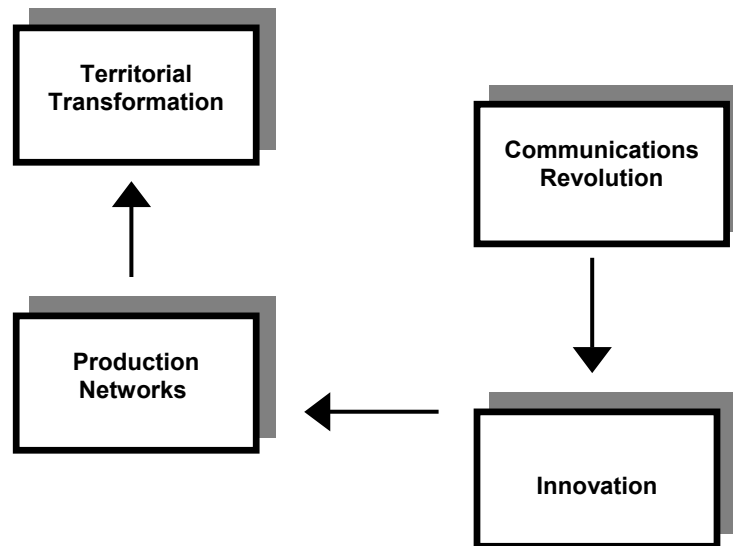 Territorial
Transformation
Communications
Revolution
Production
Networks
Innovation